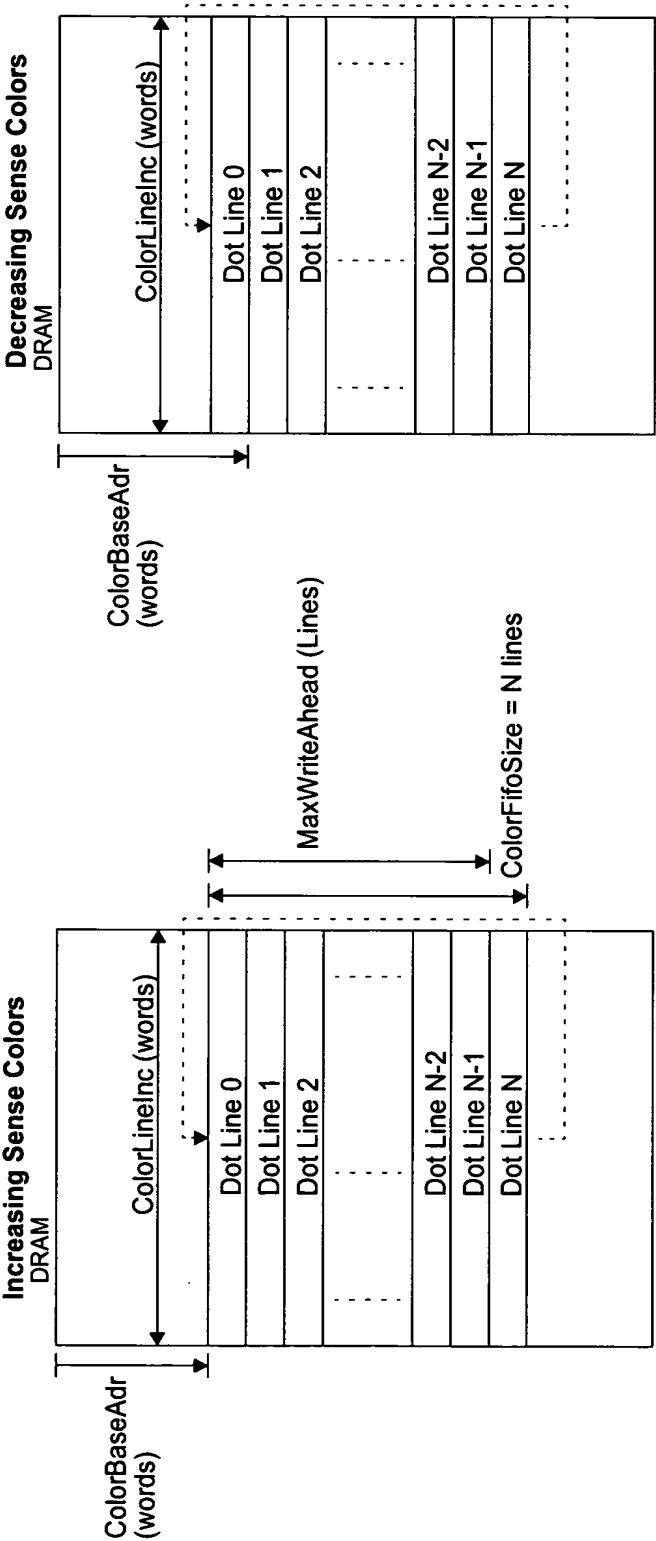 Increasing Sense Colors
DRAM
ColorBaseAdr
(words)
ColorLineInc (words)
Dot Line 0
Dot Line 1
Dot Line 2
Dot Line N-2
Dot Line N-1
Dot Line N
MaxWriteAhead (Lines)
ColorFifoSize = N lines
Decreasing Sense Colors
DRAM
ColorBaseAdr
(words)
ColorLineInc (words)
Dot Line 0
Dot Line 1
Dot Line 2
Dot Line N-2
Dot Line N-1
Dot Line N